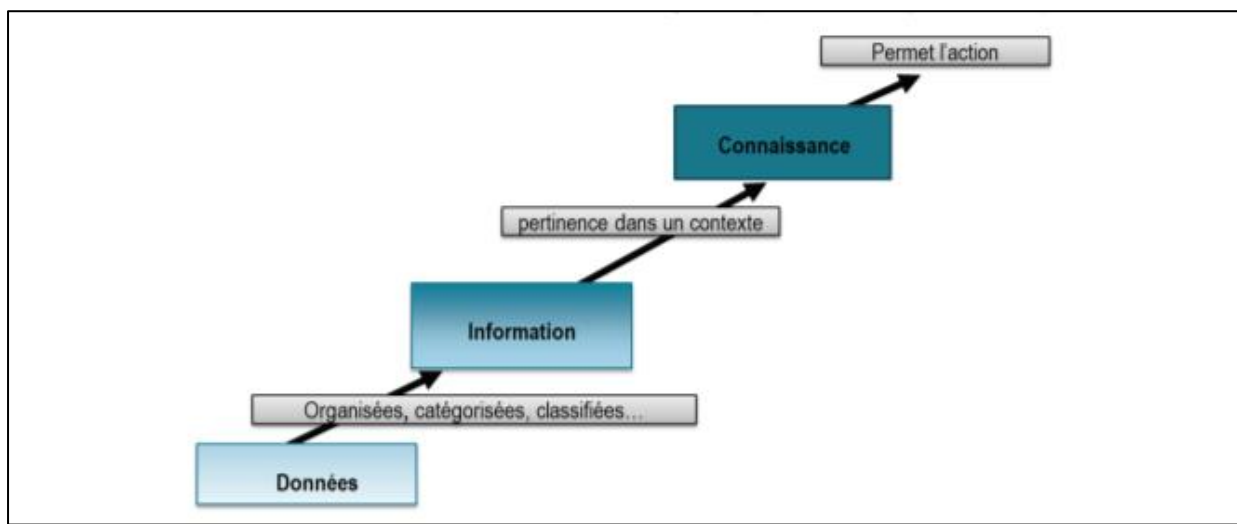 Permet l'action
Connaissance
pertinence dans un contexte
Information
Organisées, catégorisées, classifiées…
Données